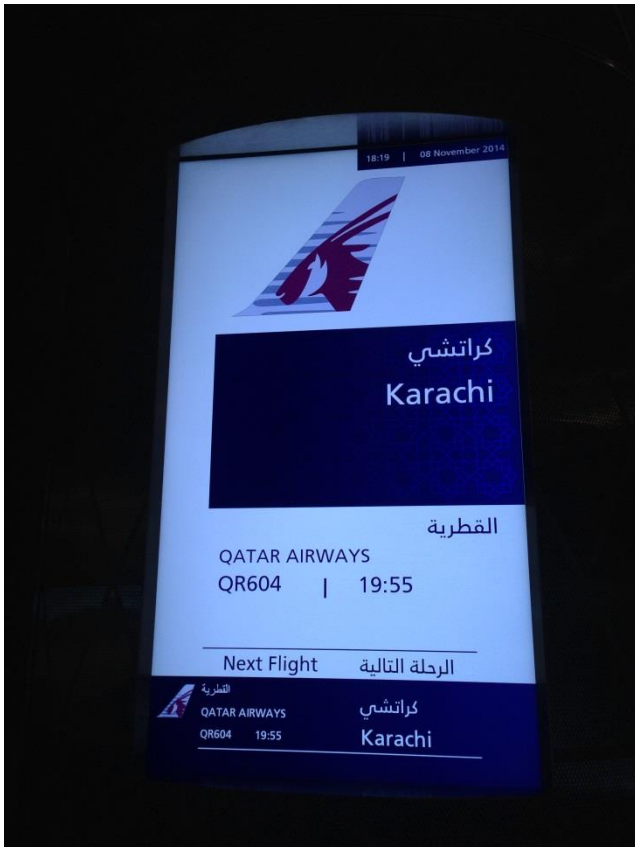 18:19 | 08 November 2014
كراتشي
Karachi
القطرية
QATAR AIRWAYS
QR604 | 19:55
Next Flight الرحلة التالية
القطرية
QATAR AIRWAYS كراتشي
QR604 19:55 Karachi